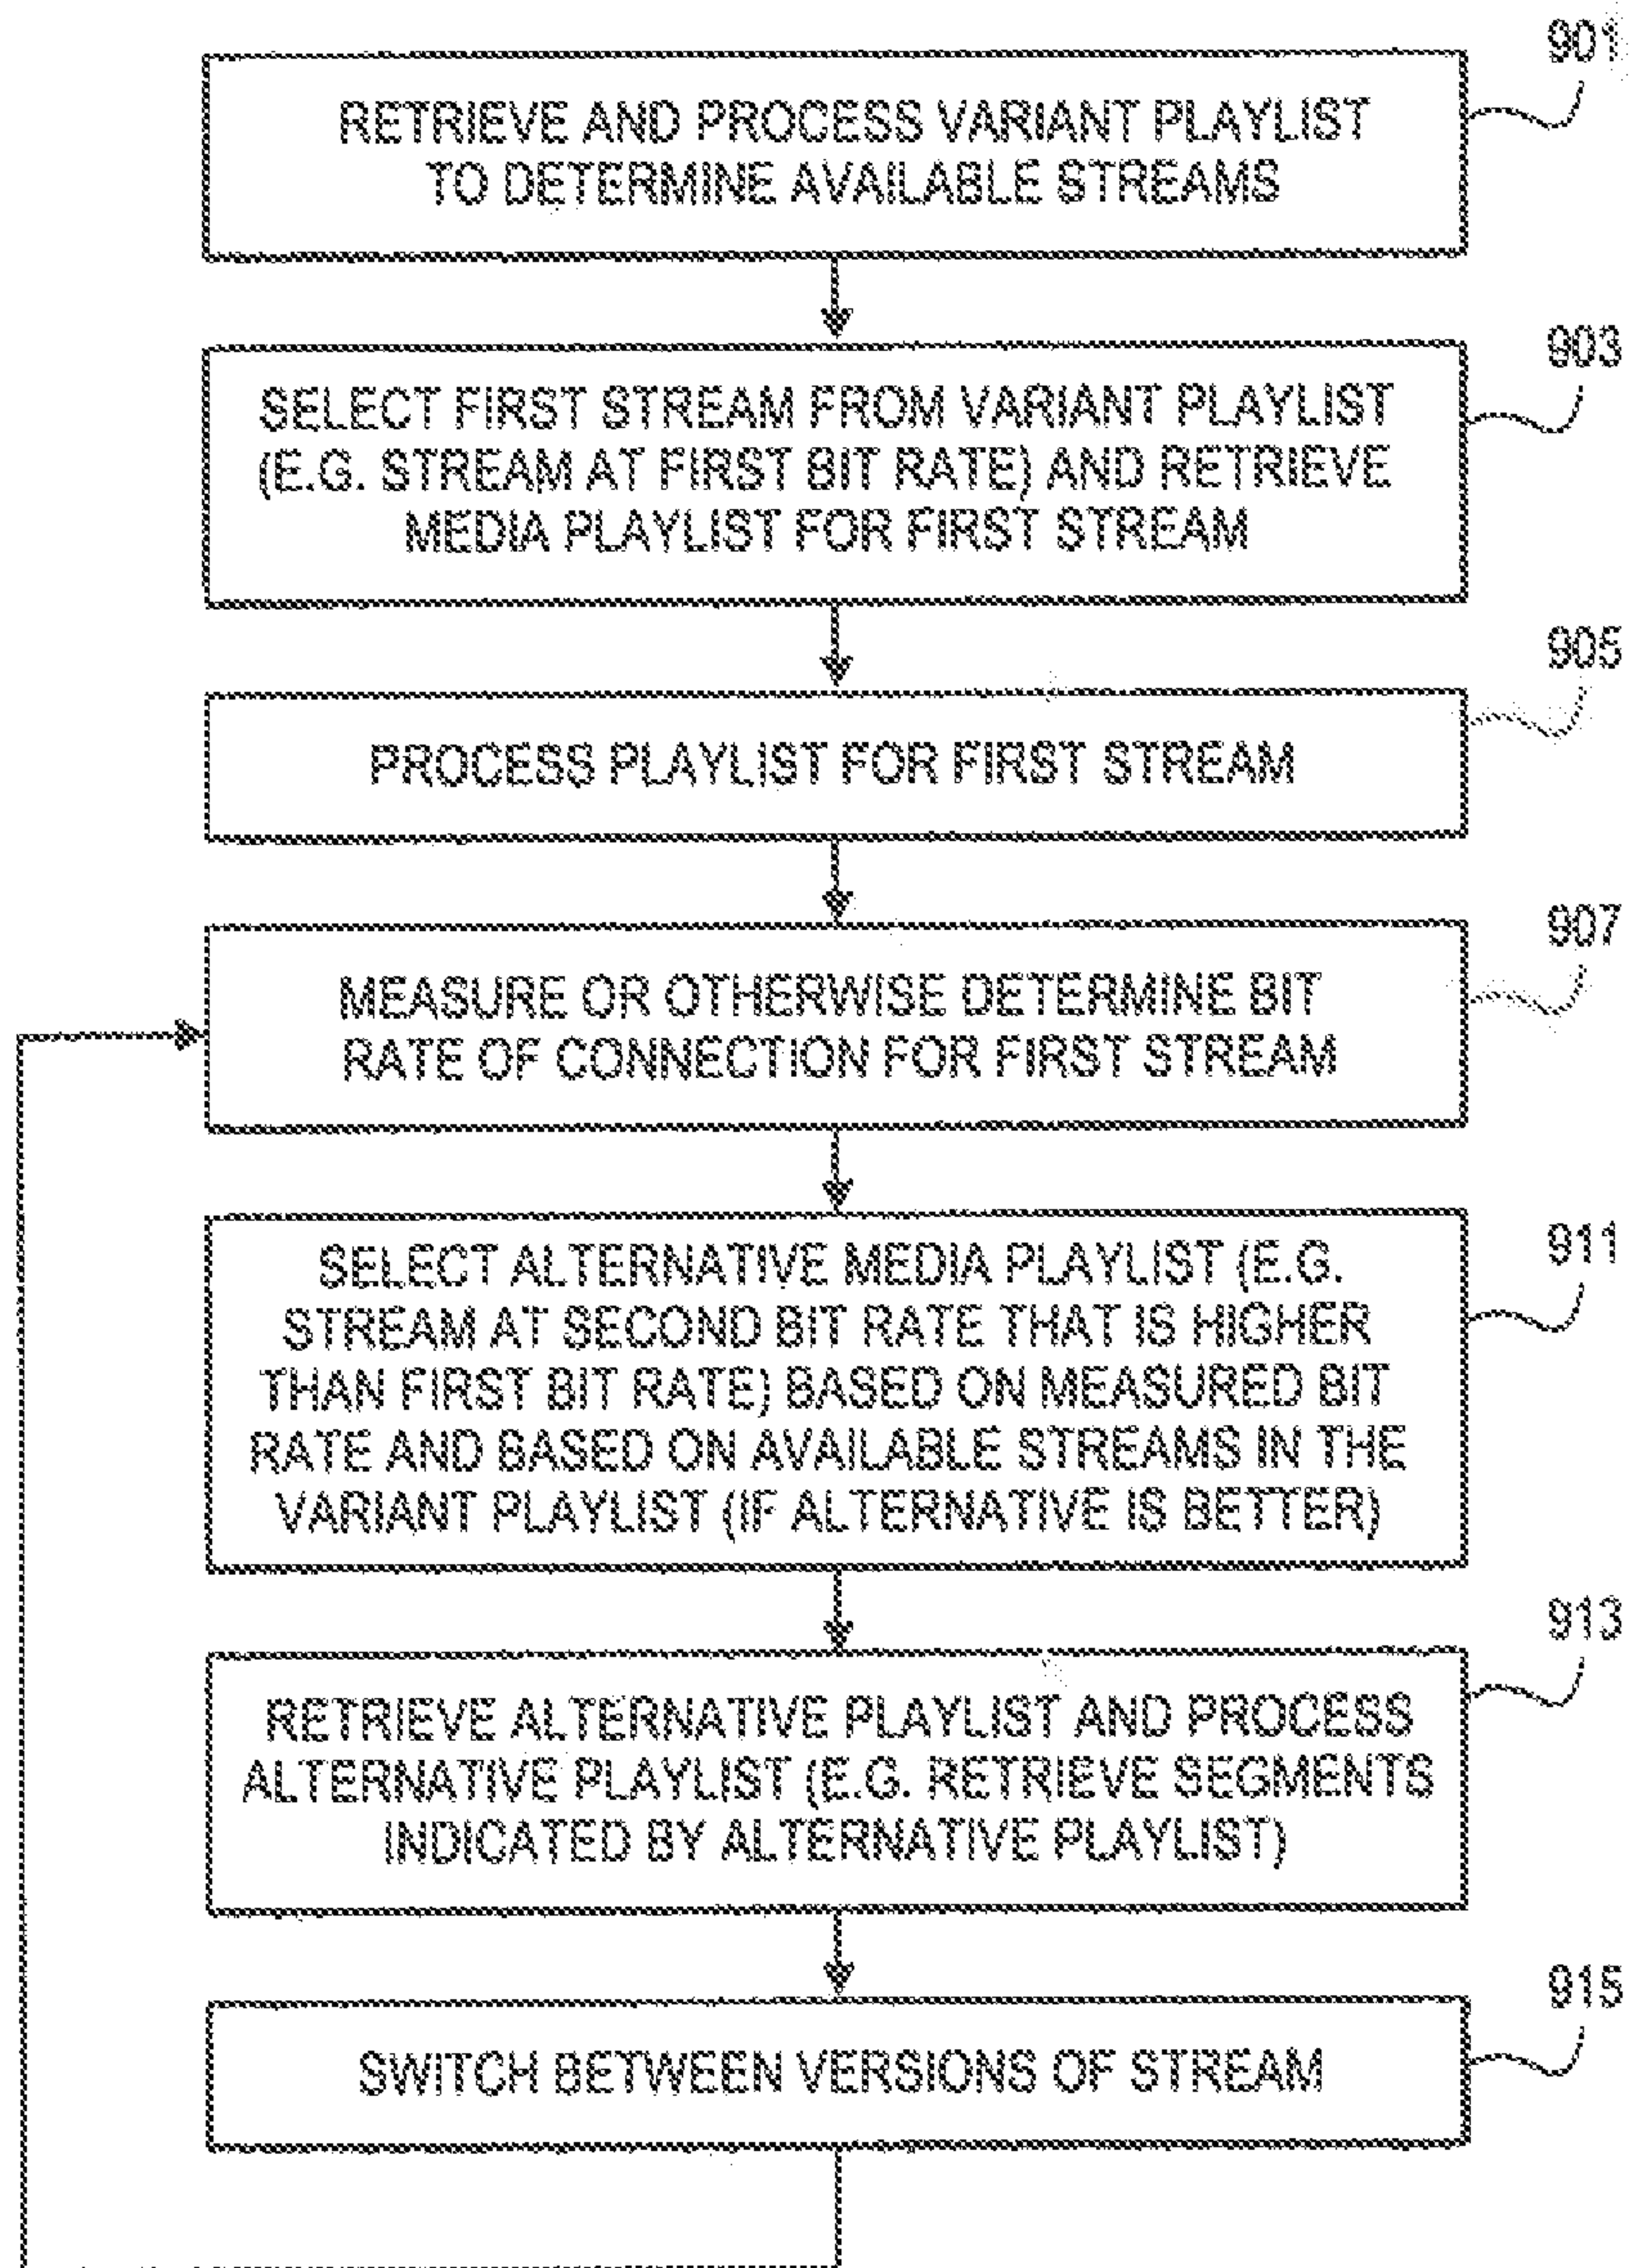 901
RETRIEVE AND PROCESS VARIANT PLAYLIST
TO DETERMINE AVAILABLE STREAMS
903
SELECT FIRST STREAM FROM VARIANT PLAYLIST
(E.G. STREAM AT FIRST BIT RATE) AND RETRIEVE
MEDIA PLAYLIST FOR FIRST STREAM
905
PROCESS PLAYLIST FOR FIRST STREAM
907
MEASURE OR OTHERWISE DETERMINE BIT
RATE OF CONNECTION FOR FIRST STREAM
911
SELECT ALTERNATIVE MEDIA PLAYLIST (E.G.
STREAM AT SECOND BIT RATE THAT IS HIGHER
THAN FIRST BIT RATE) BASED ON MEASURED BIT
RATE AND BASED ON AVAILABLE STREAMS IN THE
VARIANT PLAYLIST (IF ALTERNATIVE IS BETTER)
913
RETRIEVE ALTERNATIVE PLAYLIST AND PROCESS
ALTERNATIVE PLAYLIST (E.G. RETRIEVE SEGMENTS
INDICATED BY ALTERNATIVE PLAYLIST)
915
SWITCH BETWEEN VERSIONS OF STREAM